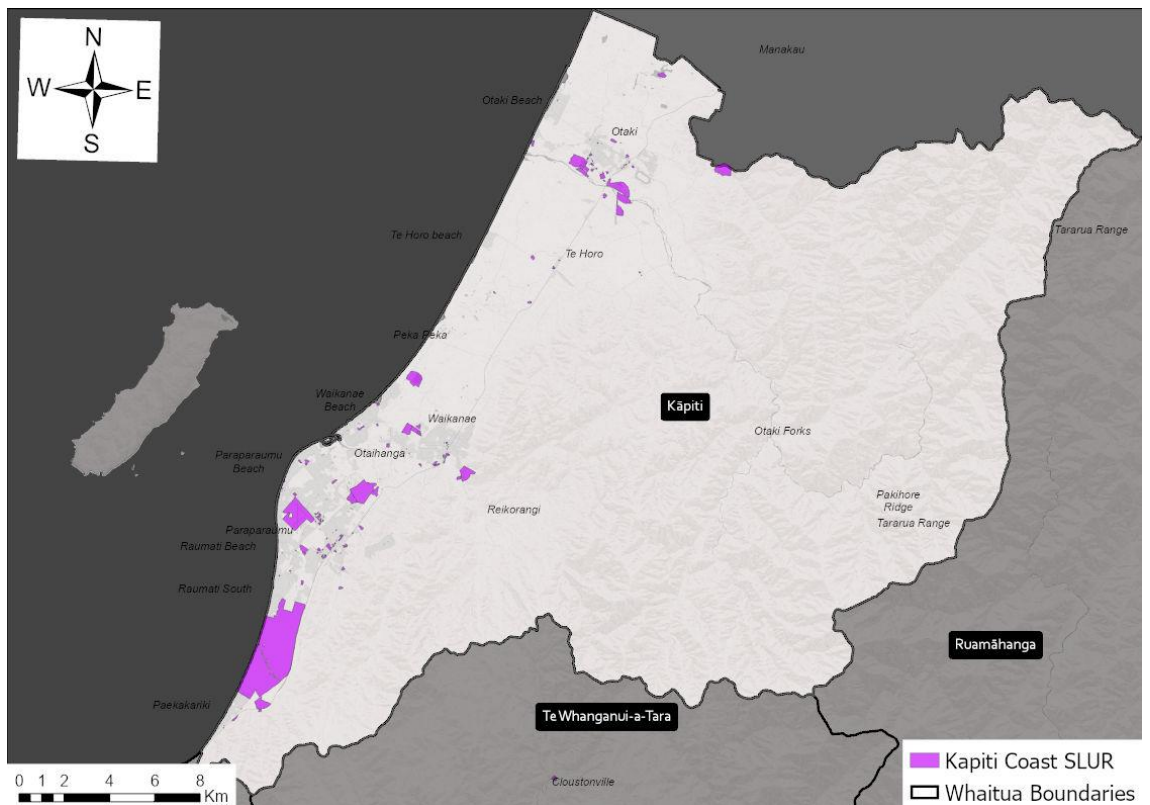 N
W
E
S
Manakau
Otaki Beach
Otaki
Tararua Range
Te Horo beach
Te Horo
Peka Peka
Waikanae
Beach
Waikanae
Kāpiti
Otaki Forks
Otaihanga
Paraparaumu
Beach
Reikorangi
Pakihore
Ridge
Tararua Range
Paraparaumu
Raumati Beach
Raumati South
Ruamāhanga
Paekakariki
Te Whanganui-a-Tara
Cloustonville
0 1 2 4 6 8
Km
Kapiti Coast SLUR
Whaitua Boundaries